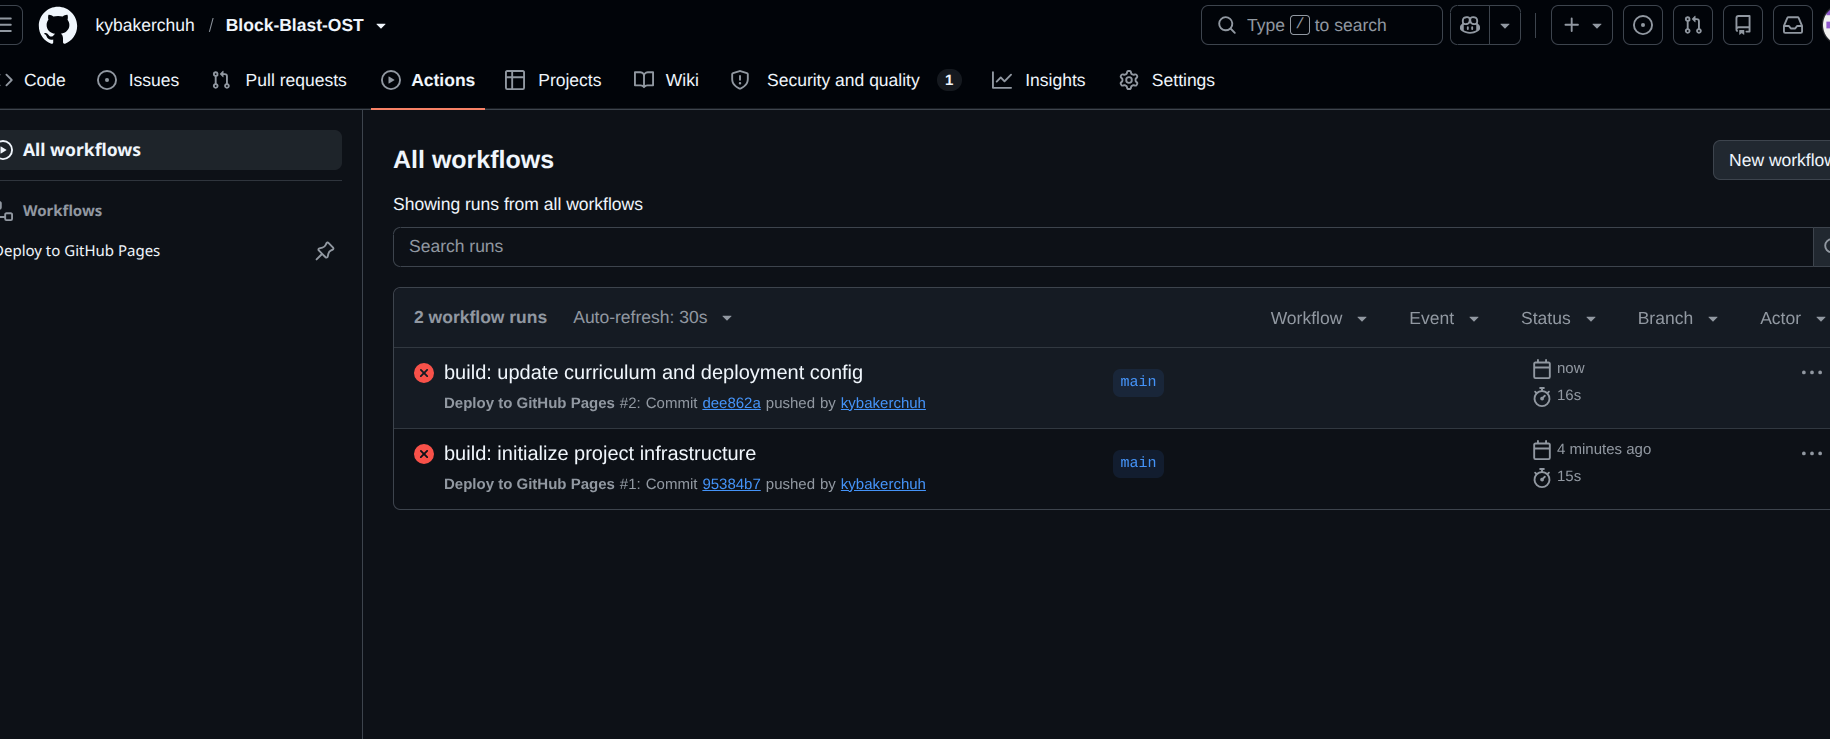 kybakerchuh / Block-Blast-OST
Type / to search
Code
Issues
Pull requests
Actions
Projects
Wiki
Security and quality 1
Insights
Settings
All workflows
Workflows
Deploy to GitHub Pages
All workflows
New workflow
Showing runs from all workflows
Search runs
2 workflow runs
Auto-refresh: 30s
Workflow
Event
Status
Branch
Actor
build: update curriculum and deployment config
Deploy to GitHub Pages #2: Commit dee862a pushed by kybakerchuh
main
now
16s
build: initialize project infrastructure
Deploy to GitHub Pages #1: Commit 95384b7 pushed by kybakerchuh
main
4 minutes ago
15s